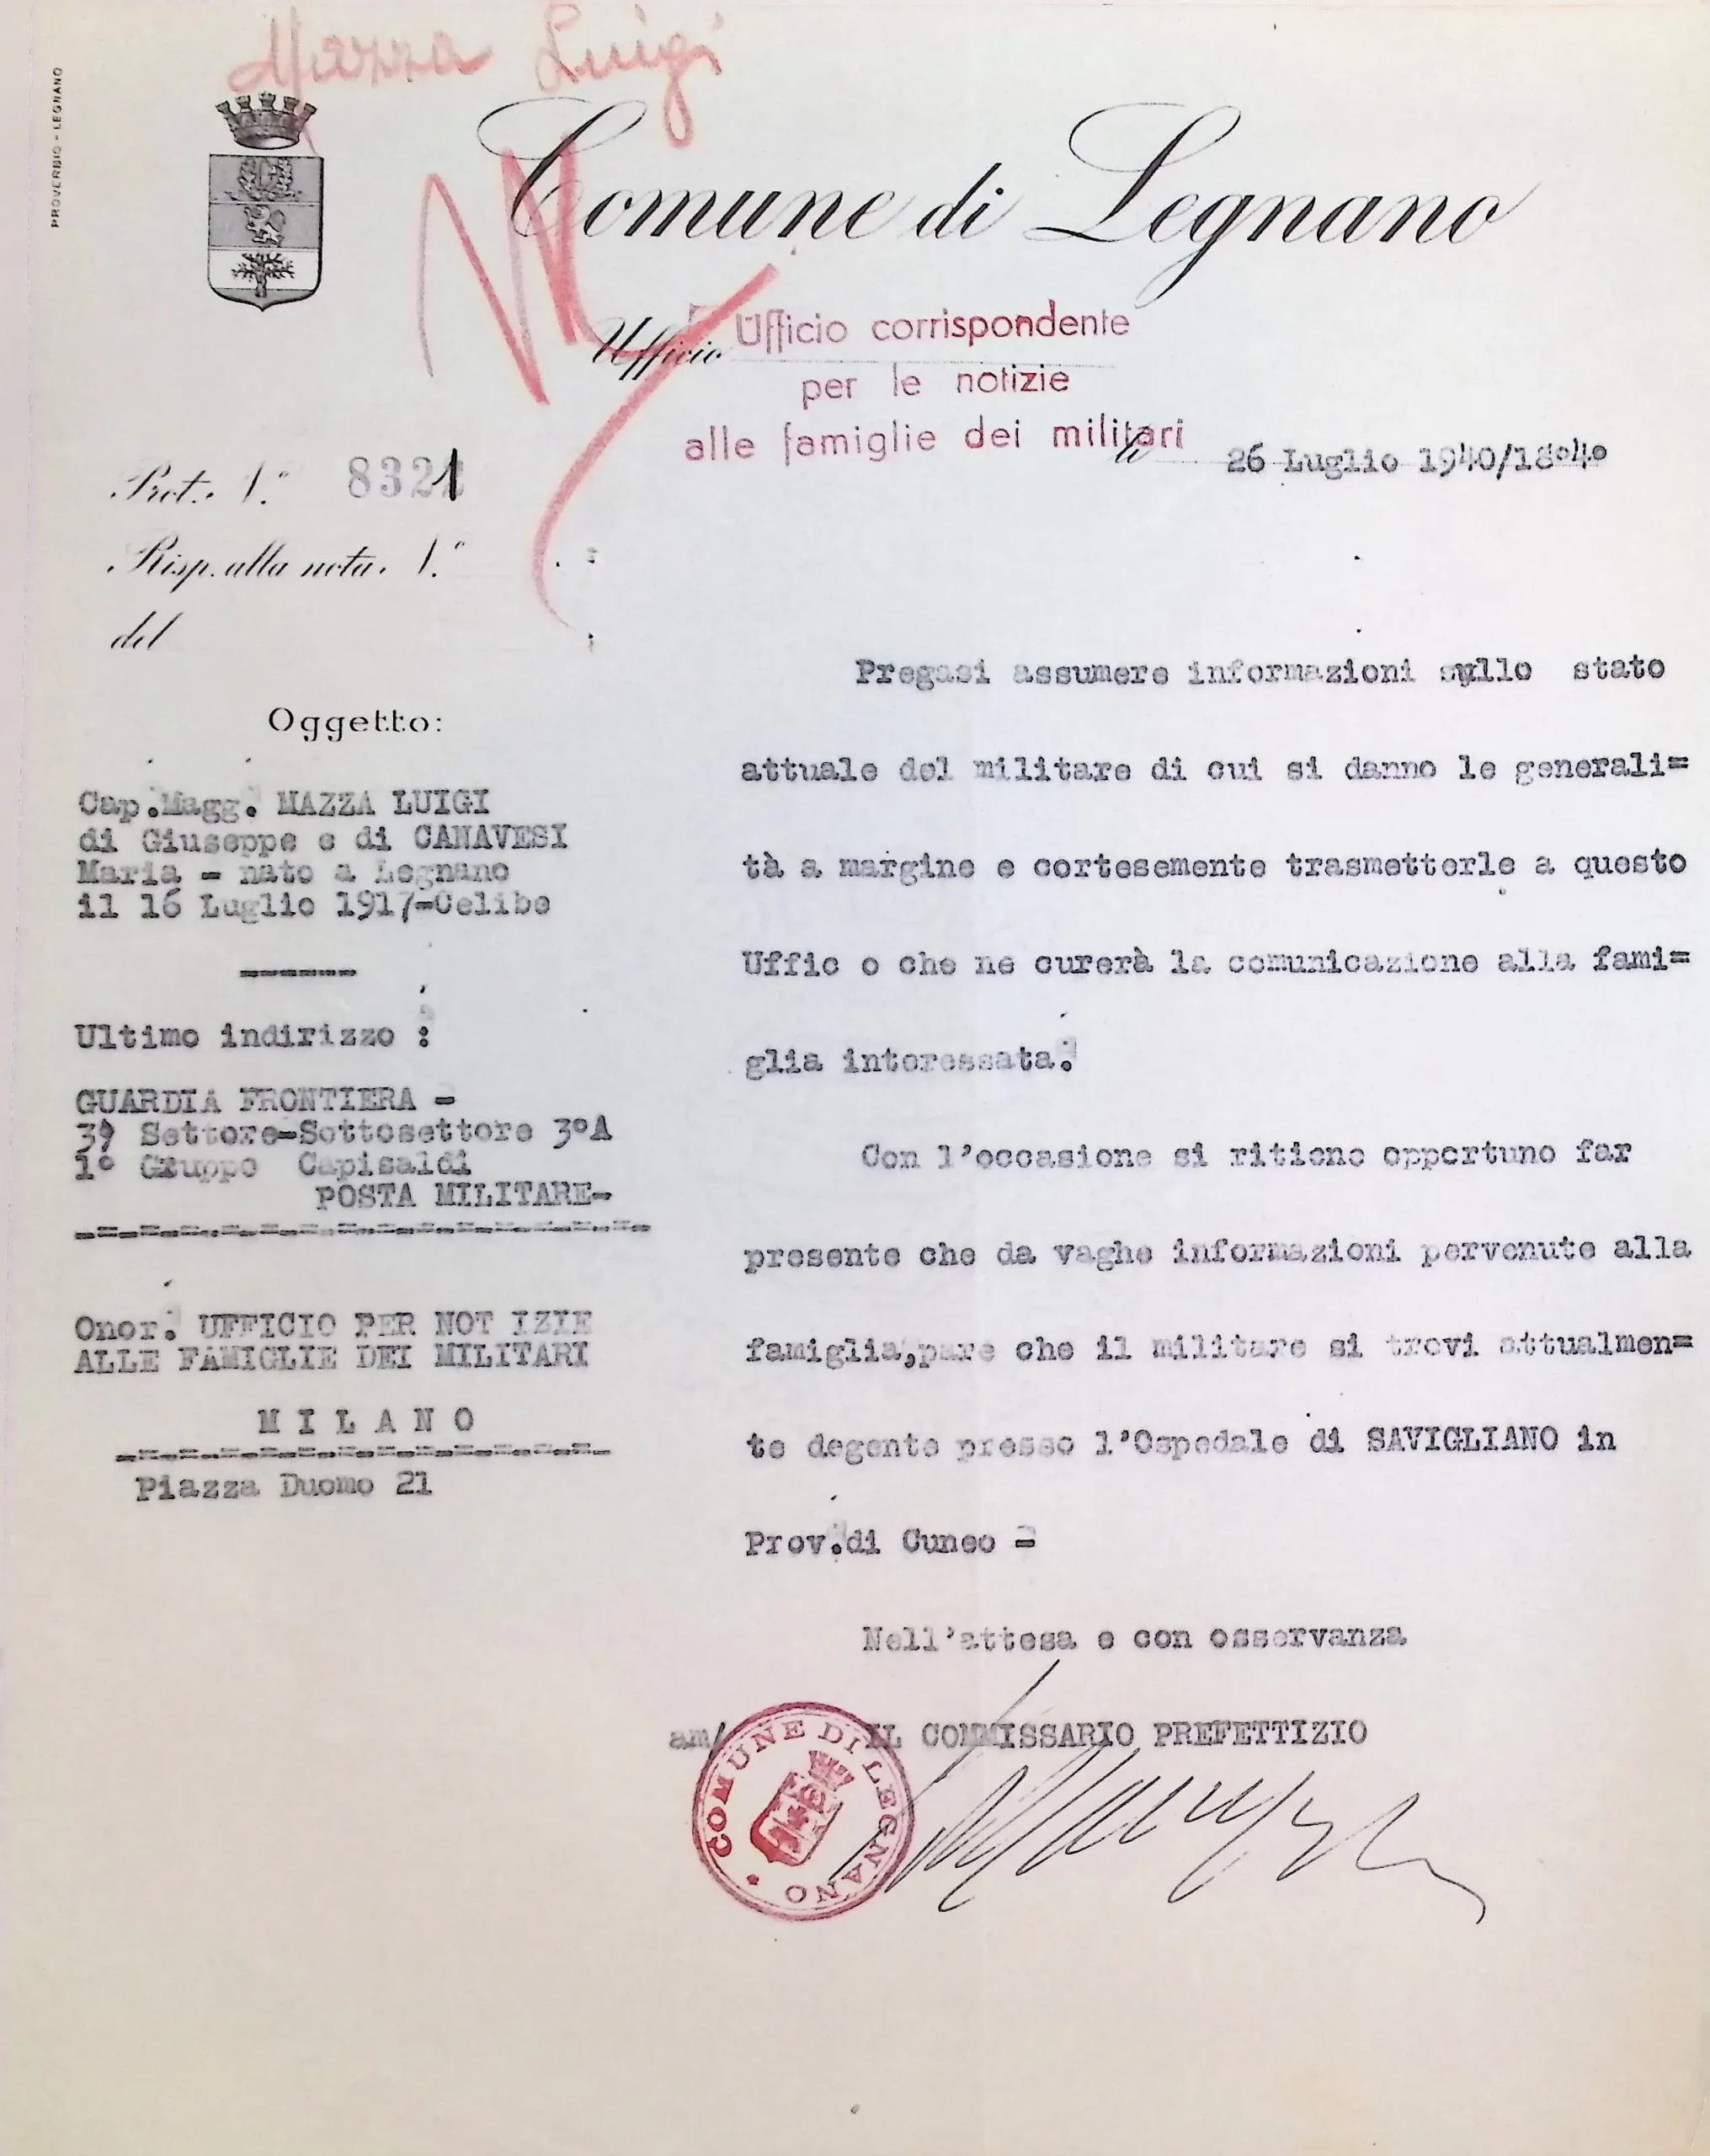 Mazza Luigi
PROVERBIO - LEGNANO
Comune di Legnano
Ufficio Ufficio corrispondente
per le notizie
alle famiglie dei militari
li 26 Luglio 1940/18°
Prot. N.° 8321
Risp. alla nota N.°
del
Oggetto:
Cap.Magg. MAZZA LUIGI
di Giuseppe e di CANAVESI
Maria - nato a Legnano
il 16 Luglio 1917-Celibe
Ultimo indirizzo :
GUARDIA FRONTIERA -
3° Settore-Sottosettore 3°A
1° Gruppo Capisaldi
POSTA MILITARE-
Onor. UFFICIO PER NOT IZIE
ALLE FAMIGLIE DEI MILITARI
M I L A N O
Piazza Duomo 21
Pregasi assumere informazioni sullo stato
attuale del militare di cui si danno le generali=
tà a margine e cortesemente trasmetterle a questo
Uffic o che ne curerà la comunicazione alla fami=
glia interessata.
Con l'occasione si ritiene opportuno far
presente che da vaghe informazioni pervenute alla
famiglia,pare che il militare si trovi attualmen=
te degente presso l'Ospedale di SAVIGLIANO in
Prov.di Cuneo -
Nell'attesa e con osservanza
am/ IL COMMISSARIO PREFETTIZIO
COMUNE DI LEGNANO